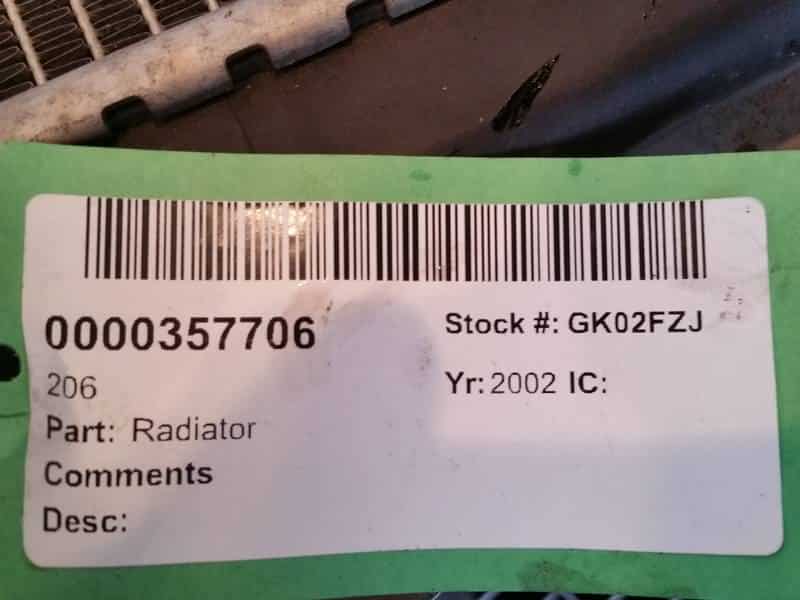 0000357706
Stock #: GK02FZJ
206
Yr: 2002 IC:
Part: Radiator
Comments
Desc: